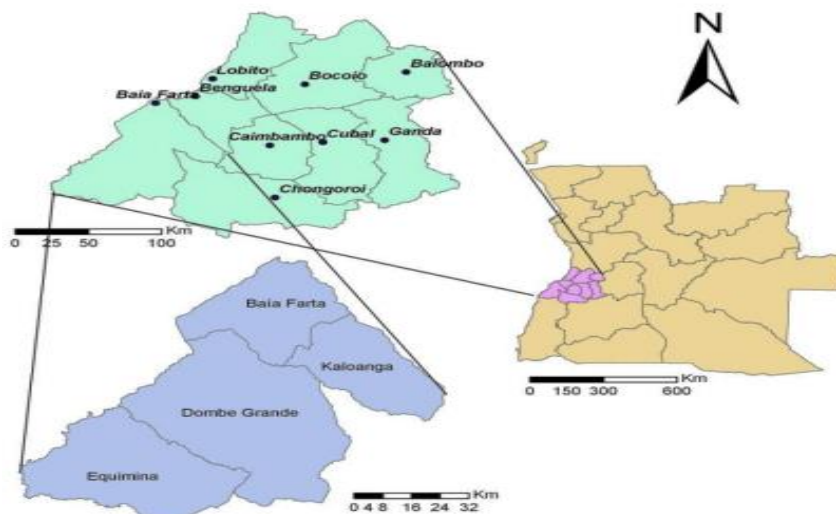 N
Lobito
Balombo
Bocoio
Benguela
Baia Farta
Caimbambo
Cubal
Ganda
Chongoroi
Km
0 25 50 100
Baia Farta
Kaloanga
Dombe Grande
Equimina
Km
0 4 8 16 24 32
Km
0 150 300 600